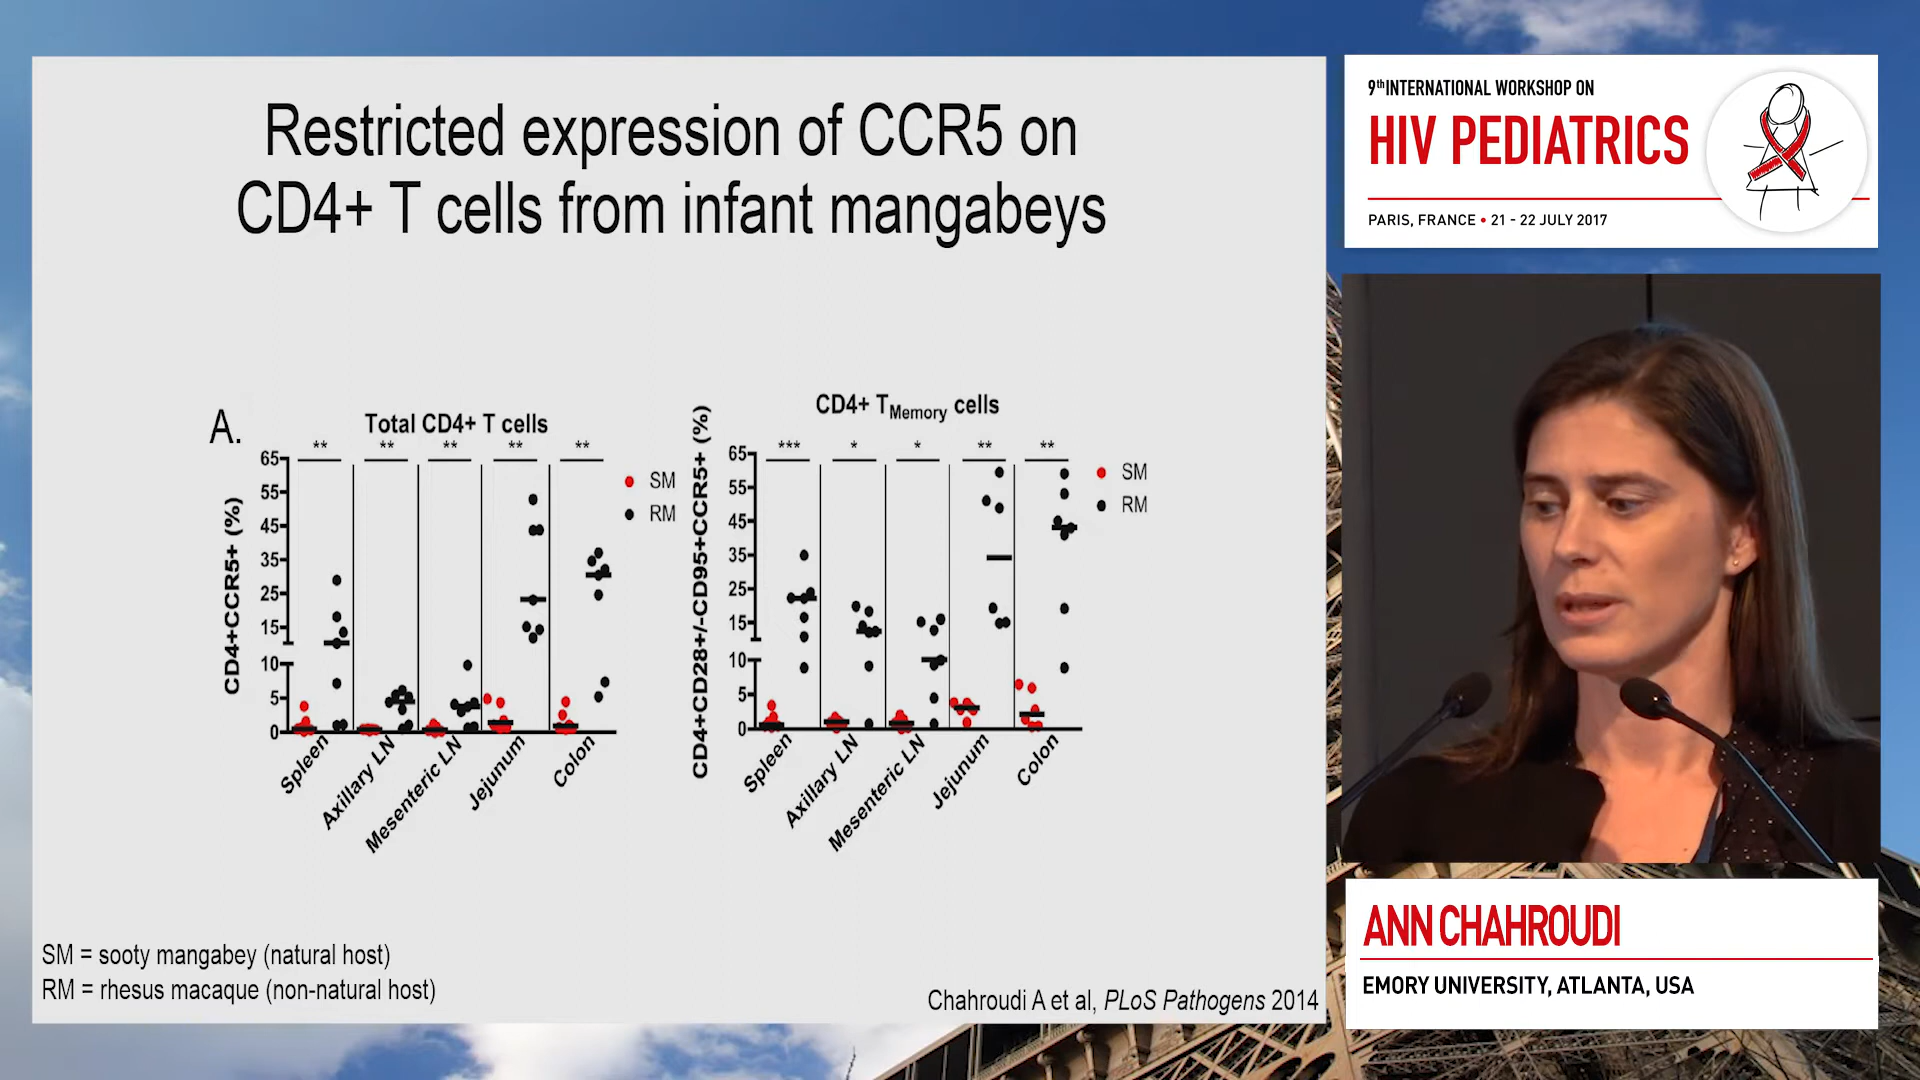 Restricted expression of CCR5 on
CD4+ T cells from infant mangabeys
A.
Total CD4+ T cells
** ** ** ** **
CD4+CCR5+ (%)
65
55
45
35
25
15
10
5
0
SM
RM
Spleen
Axillary LN
Mesenteric LN
Jejunum
Colon
CD4+ TMemory cells
*** * * ** **
CD4+CD28+/-CD95+CCR5+ (%)
65
55
45
35
25
15
10
5
0
SM
RM
Spleen
Axillary LN
Mesenteric LN
Jejunum
Colon
SM = sooty mangabey (natural host)
RM = rhesus macaque (non-natural host)
Chahroudi A et al, PLoS Pathogens 2014
9th INTERNATIONAL WORKSHOP ON
HIV PEDIATRICS
PARIS, FRANCE • 21 - 22 JULY 2017
ANN CHAHROUDI
EMORY UNIVERSITY, ATLANTA, USA